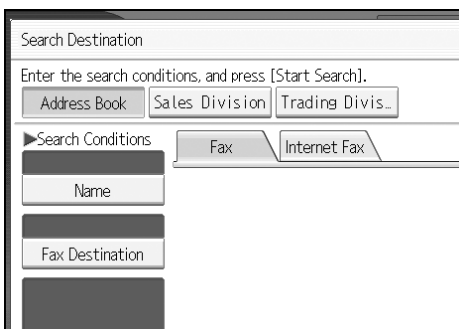 Search Destination
Enter the search conditions, and press [Start Search].
Address Book Sales Division Trading Divis...
▶Search Conditions Fax Internet Fax
Name
Fax Destination